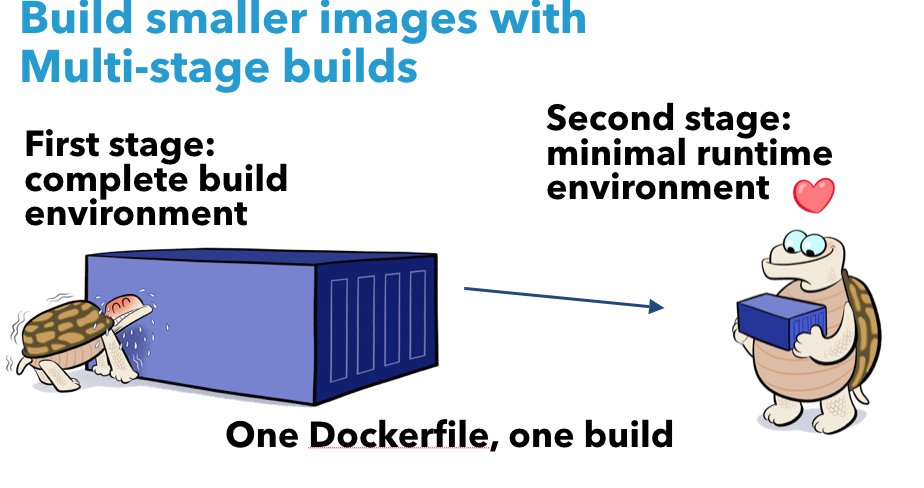 Build smaller images with
Multi-stage builds
First stage:
complete build
environment
Second stage:
minimal runtime
environment
One Dockerfile, one build